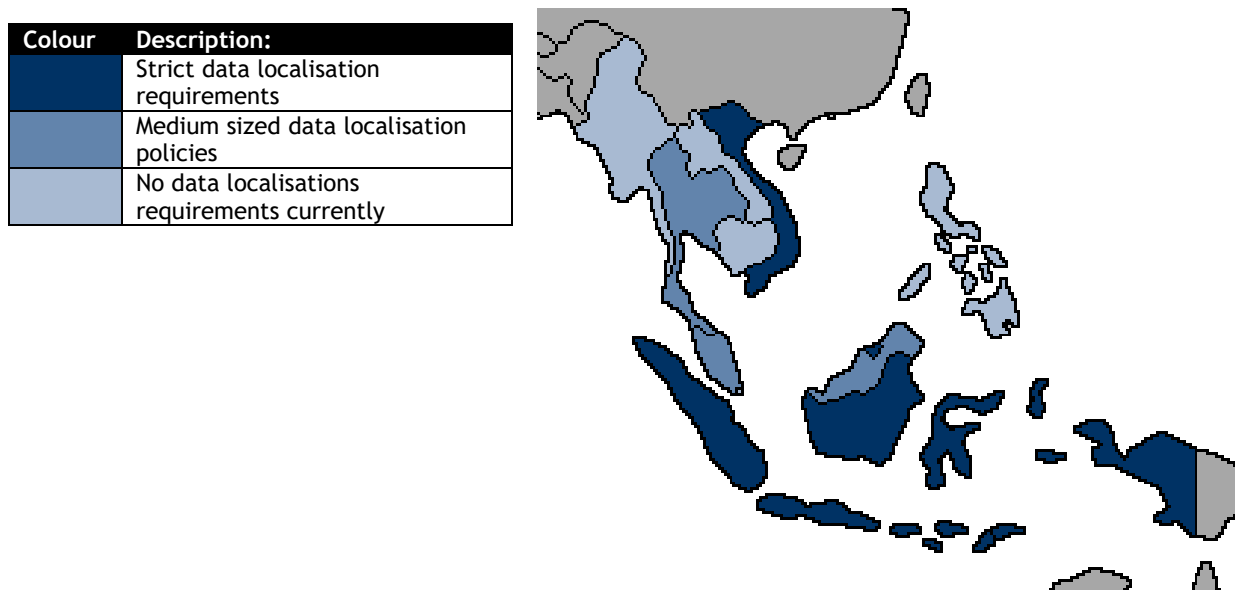 Colour Description:
Strict data localisation
requirements
Medium sized data localisation
policies
No data localisations
requirements currently